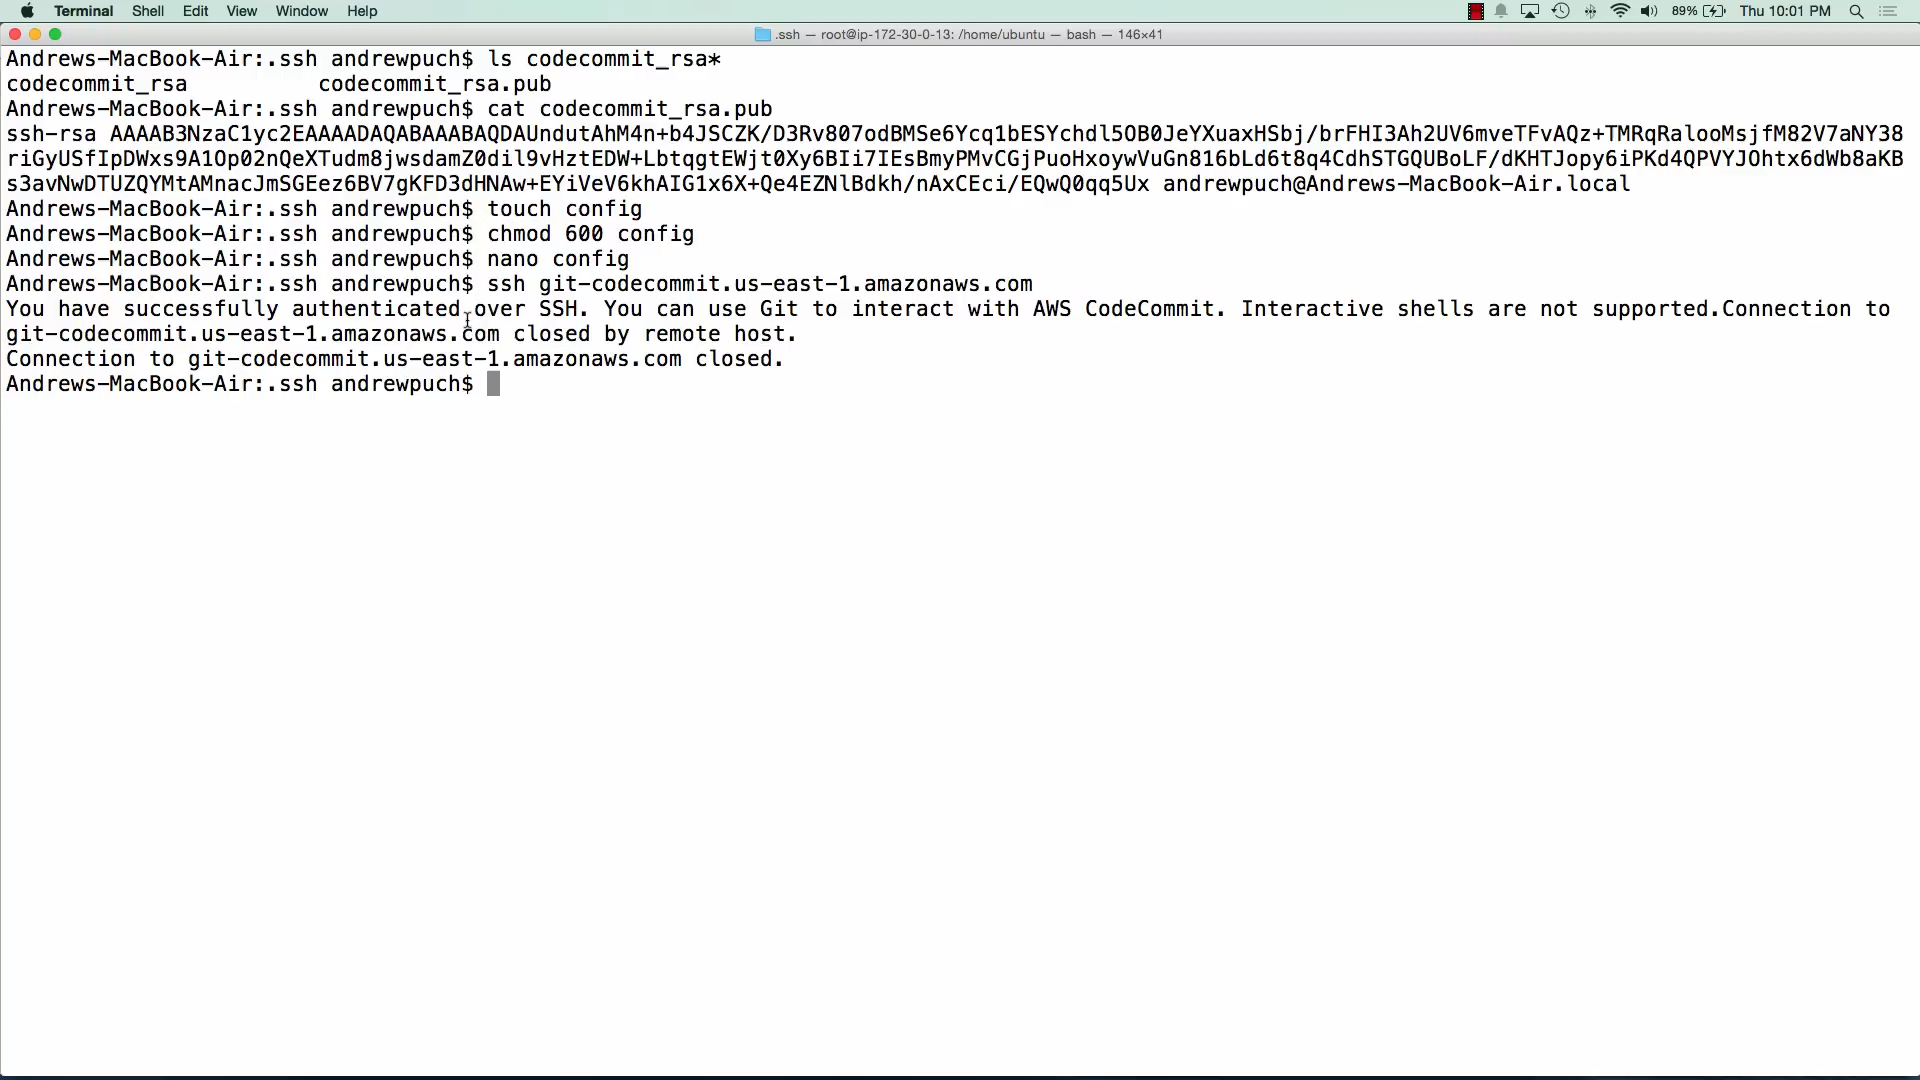 Terminal Shell Edit View Window Help 89% Thu 10:01 PM
.ssh — root@ip-172-30-0-13: /home/ubuntu — bash — 146×41
Andrews-MacBook-Air:.ssh andrewpuch$ ls codecommit_rsa*
codecommit_rsa codecommit_rsa.pub
Andrews-MacBook-Air:.ssh andrewpuch$ cat codecommit_rsa.pub
ssh-rsa AAAAB3NzaC1yc2EAAAADAQABAAABAQDAUndutAhM4n+b4JSCZK/D3Rv807odBMSe6Ycq1bESYchdl5OB0JeYXuaxHSbj/brFHI3Ah2UV6mveTFvAQz+TMRqRalooMsjfM82V7aNY38
riGyUSfIpDWxs9A1Op02nQeXTudm8jwsdamZ0dil9vHztEDW+LbtqgtEWjt0Xy6BIi7IEsBmyPMvCGjPuoHxoywVuGn816bLd6t8q4CdhSTGQUBoLF/dKHTJopy6iPKd4QPVYJOhtx6dWb8aKB
s3avNwDTUZQYMtAMnacJmSGEez6BV7gKFD3dHNAw+EYiVeV6khAIG1x6X+Qe4EZNlBdkh/nAxCEci/EQwQ0qq5Ux andrewpuch@Andrews-MacBook-Air.local
Andrews-MacBook-Air:.ssh andrewpuch$ touch config
Andrews-MacBook-Air:.ssh andrewpuch$ chmod 600 config
Andrews-MacBook-Air:.ssh andrewpuch$ nano config
Andrews-MacBook-Air:.ssh andrewpuch$ ssh git-codecommit.us-east-1.amazonaws.com
You have successfully authenticated over SSH. You can use Git to interact with AWS CodeCommit. Interactive shells are not supported.Connection to
git-codecommit.us-east-1.amazonaws.com closed by remote host.
Connection to git-codecommit.us-east-1.amazonaws.com closed.
Andrews-MacBook-Air:.ssh andrewpuch$